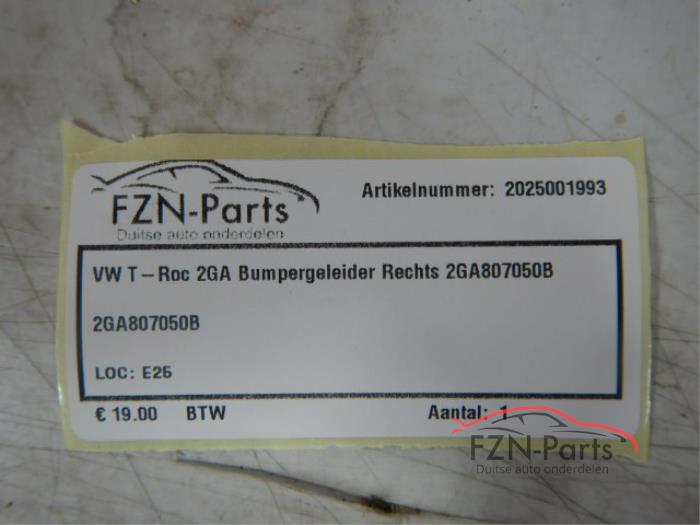 FZN-Parts
Duitse auto onderdelen
Artikelnummer: 2025001993
VW T-Roc 2GA Bumpergeleider Rechts 2GA807050B
2GA807050B
LOC: E25
€ 19.00 BTW Aantal: 1
FZN-Parts
Duitse auto onderdelen